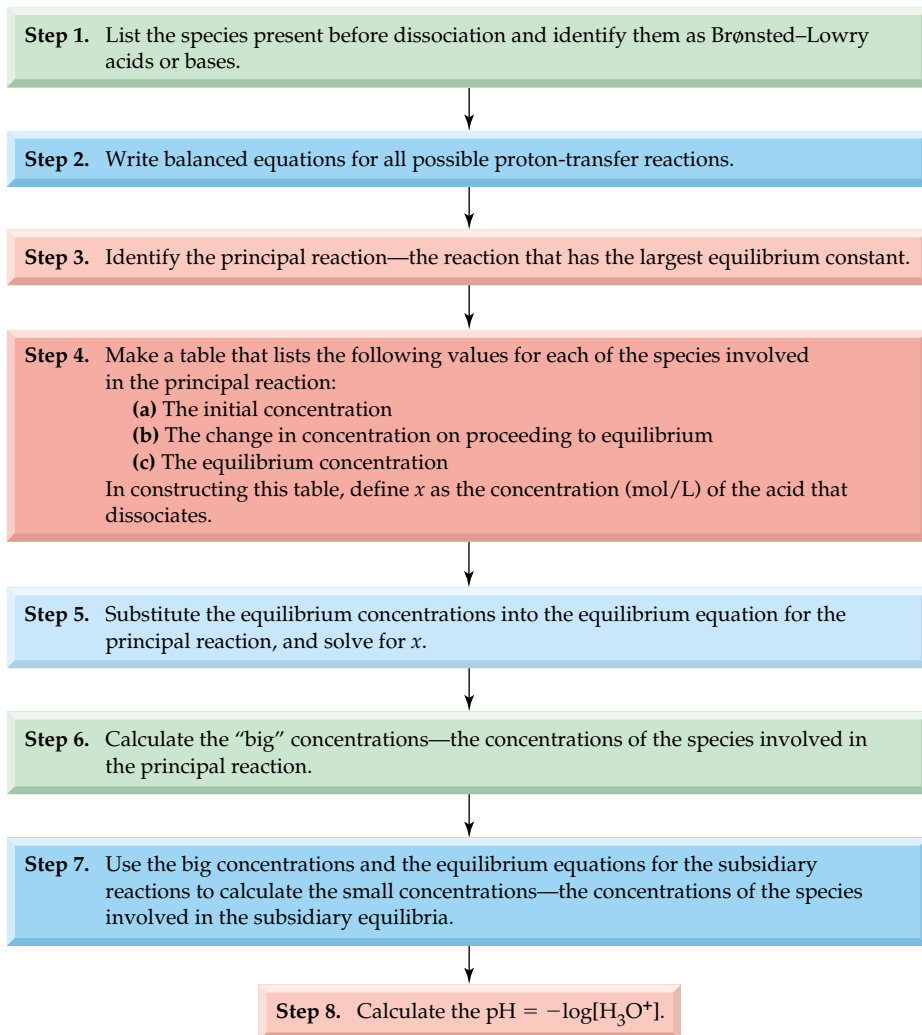 Step 1. List the species present before dissociation and identify them as Brønsted–Lowry
acids or bases.
Step 2. Write balanced equations for all possible proton-transfer reactions.
Step 3. Identify the principal reaction—the reaction that has the largest equilibrium constant.
Step 4. Make a table that lists the following values for each of the species involved
in the principal reaction:
(a) The initial concentration
(b) The change in concentration on proceeding to equilibrium
(c) The equilibrium concentration
In constructing this table, define x as the concentration (mol/L) of the acid that
dissociates.
Step 5. Substitute the equilibrium concentrations into the equilibrium equation for the
principal reaction, and solve for x.
Step 6. Calculate the “big” concentrations—the concentrations of the species involved in
the principal reaction.
Step 7. Use the big concentrations and the equilibrium equations for the subsidiary
reactions to calculate the small concentrations—the concentrations of the species
involved in the subsidiary equilibria.
Step 8. Calculate the pH = −log[H₃O⁺].